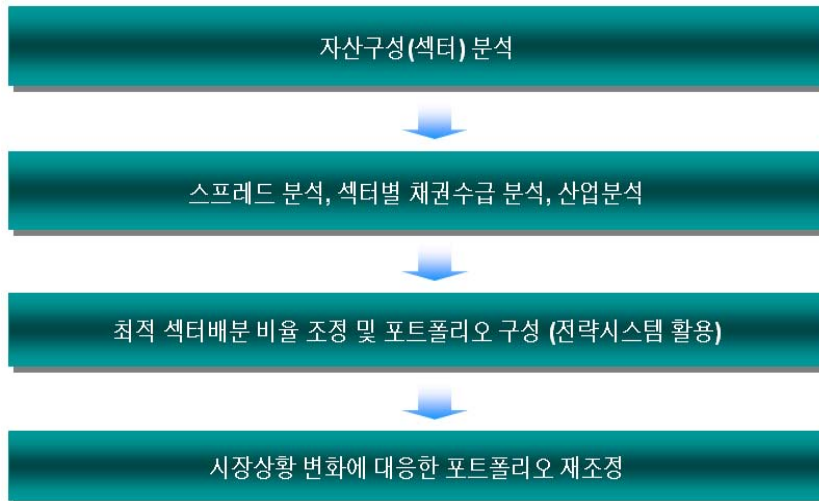 자산구성(섹터) 분석
스프레드 분석, 섹터별 채권수급 분석, 산업분석
최적 섹터배분 비율 조정 및 포트폴리오 구성 (전략시스템 활용)
시장상황 변화에 대응한 포트폴리오 재조정